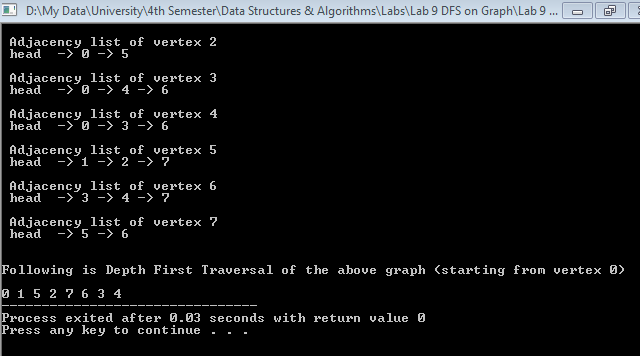 D:\My Data\University\4th Semester\Data Structures & Algorithms\Labs\Lab 9 DFS on Graph\Lab 9 ...
Adjacency list of vertex 2
head -> 0 -> 5
Adjacency list of vertex 3
head -> 0 -> 4 -> 6
Adjacency list of vertex 4
head -> 0 -> 3 -> 6
Adjacency list of vertex 5
head -> 1 -> 2 -> 7
Adjacency list of vertex 6
head -> 3 -> 4 -> 7
Adjacency list of vertex 7
head -> 5 -> 6
Following is Depth First Traversal of the above graph (starting from vertex 0)
0 1 5 2 7 6 3 4
--------------------------------
Process exited after 0.03 seconds with return value 0
Press any key to continue . . .